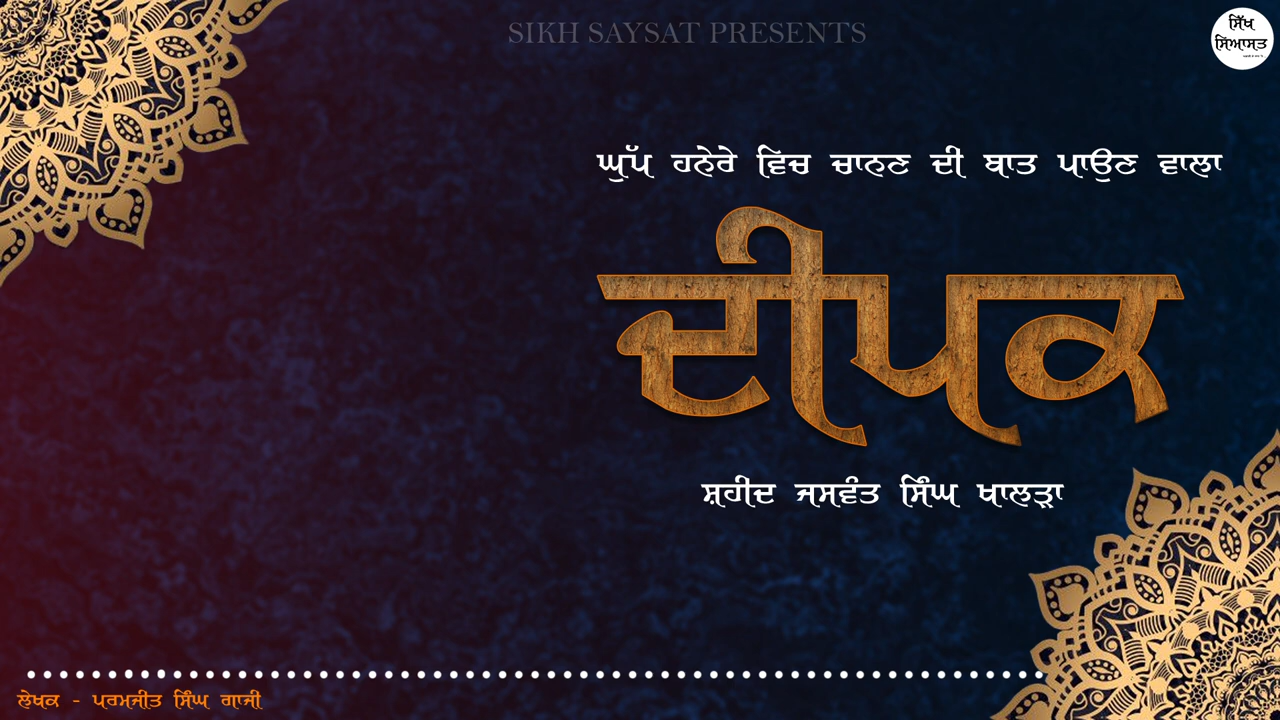 SIKH SAYSAT PRESENTS
ਸਿੱਖ
ਸਿਆਸਤ
ਘੁੱਪ ਹਨੇਰੇ ਵਿਚ ਚਾਨਣ ਦੀ ਬਾਤ ਪਾਉਣ ਵਾਲਾ
ਦੀਪਕ
ਸ਼ਹੀਦ ਜਸਵੰਤ ਸਿੰਘ ਖਾਲੜਾ
ਲੇਖਕ - ਪਰਮਜੀਤ ਸਿੰਘ ਗਾਜੀ